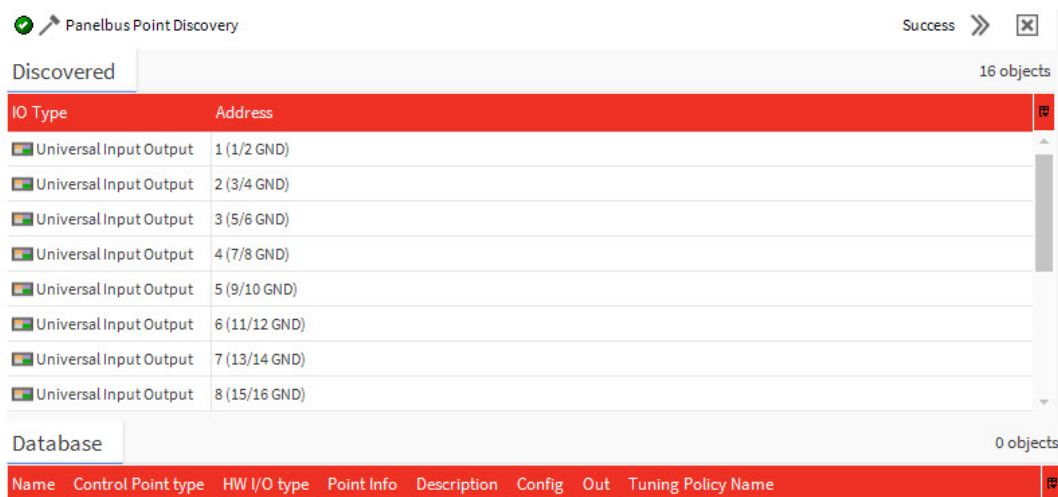 Panelbus Point Discovery Success
Discovered 16 objects
IO Type Address
Universal Input Output 1 (1/2 GND)
Universal Input Output 2 (3/4 GND)
Universal Input Output 3 (5/6 GND)
Universal Input Output 4 (7/8 GND)
Universal Input Output 5 (9/10 GND)
Universal Input Output 6 (11/12 GND)
Universal Input Output 7 (13/14 GND)
Universal Input Output 8 (15/16 GND)
Database 0 objects
Name Control Point type HW I/O type Point Info Description Config Out Tuning Policy Name